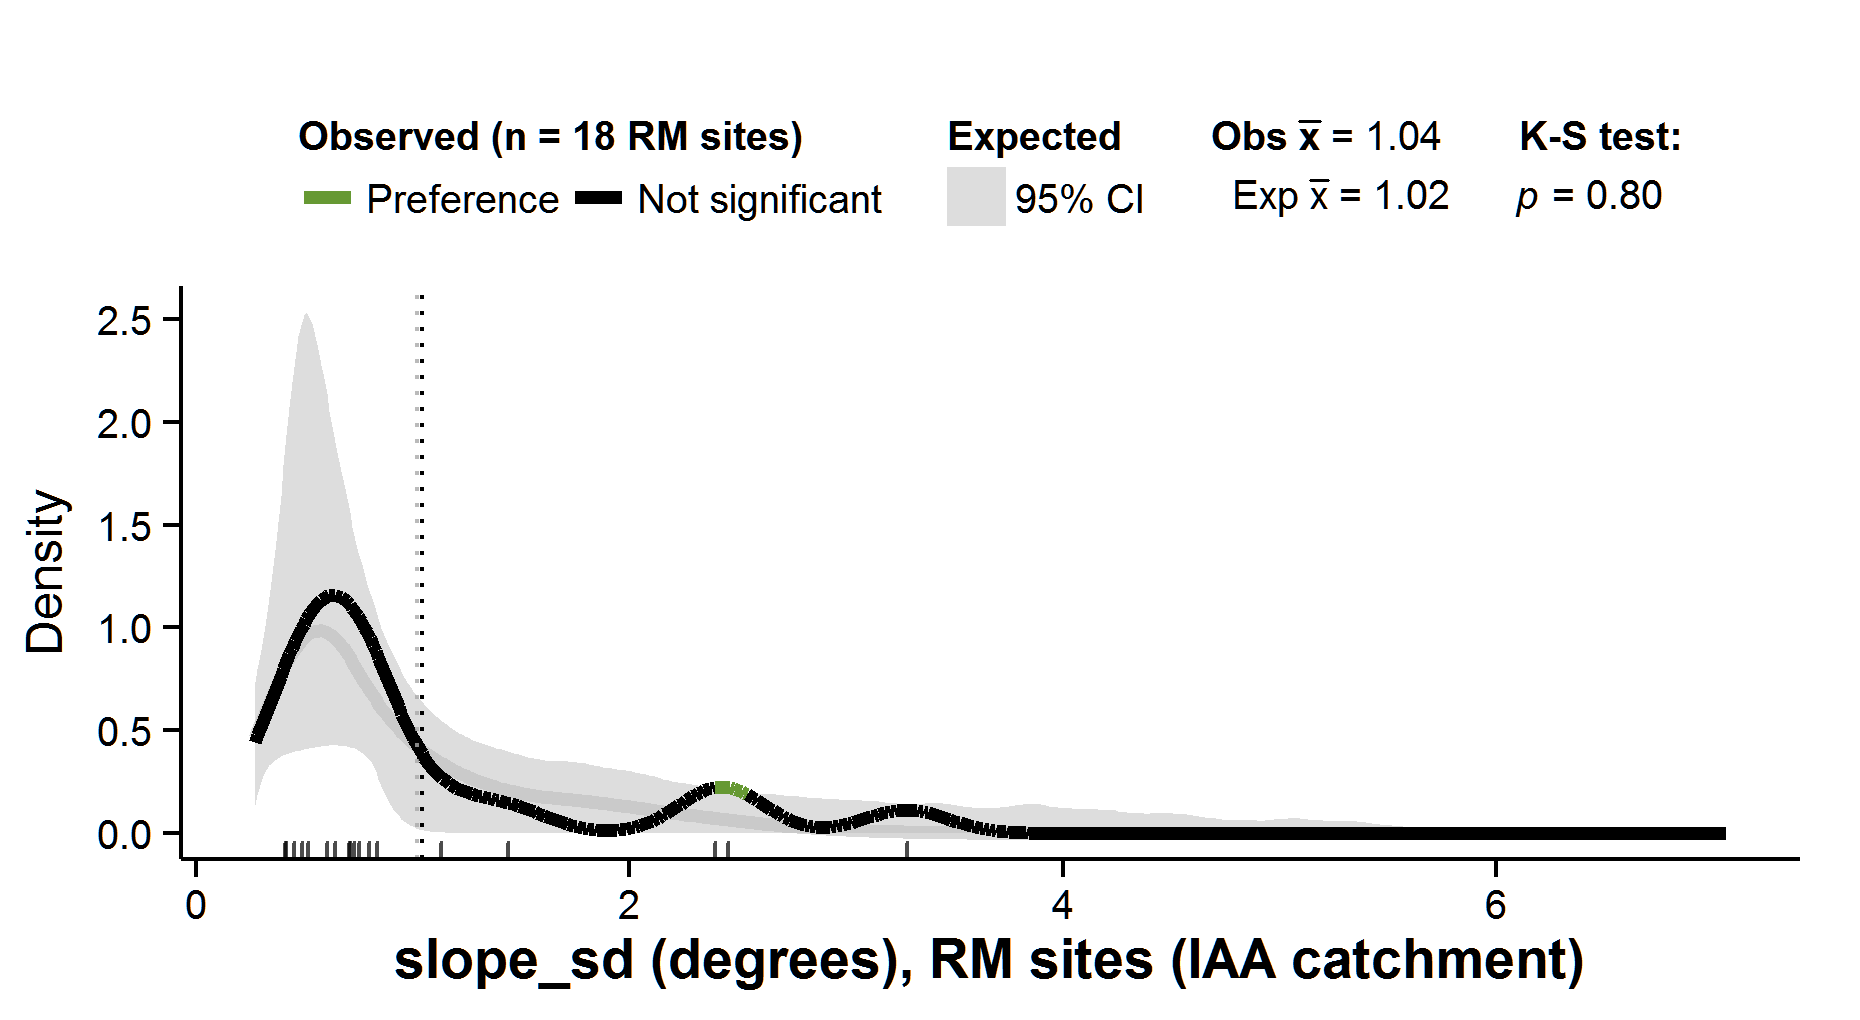 Observed (n = 18 RM sites) Expected Obs x̅ = 1.04 K-S test:
Preference Not significant 95% CI Exp x̅ = 1.02 p = 0.80
2.5
2.0
1.5
1.0
0.5
0.0
Density
0 2 4 6
slope_sd (degrees), RM sites (IAA catchment)